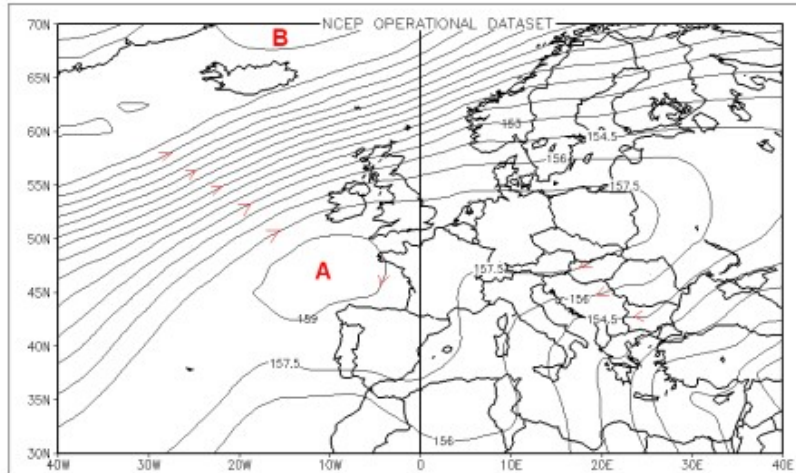 NCEP OPERATIONAL DATASET
70N
B
65N
60N
153
154.5
156
55N
157.5
50N
A
157.5
45N
156
159
154.5
40N
157.5
35N
156
30N
40W
30W
20W
10W
0
10E
20E
30E
40E